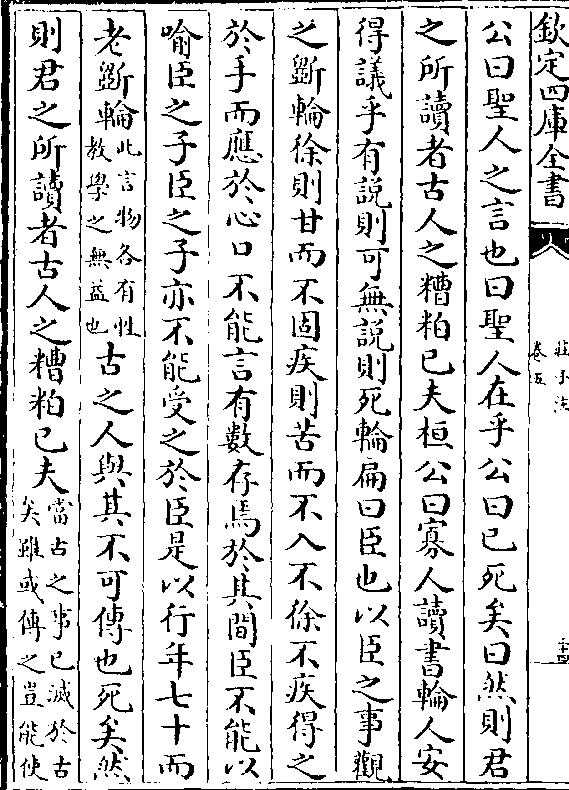 欽定四庫全書
莊子注
卷五
公曰聖人之言也曰聖人在乎公曰已死矣曰然則君
之所讀者古人之糟粕已夫桓公曰寡人讀書輪人安
得議乎有説則可無説則死輪扁曰臣也以臣之事觀
之斵輪徐則甘而不固疾則苦而不入不徐不疾得之
於手而應於心口不能言有數存焉於其間臣不能以
喻臣之子臣之子亦不能受之於臣是以行年七十而
老斵輪此言物各有性教學之無益也古之人與其不可傳也死矣然
則君之所讀者古人之糟粕已夫當古之事已滅於古矣雖或傳之豈能使